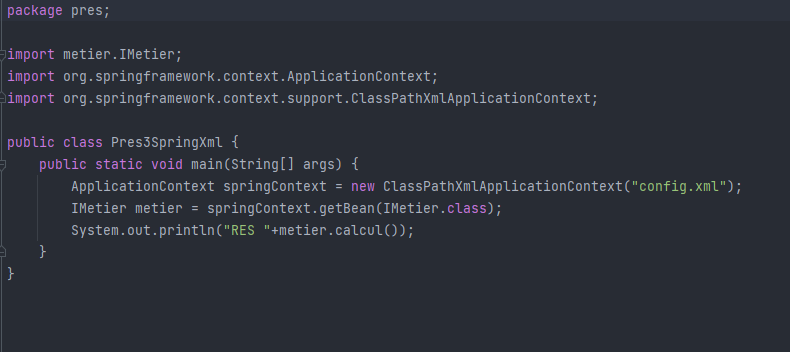 package pres;
import metier.IMetier;
import org.springframework.context.ApplicationContext;
import org.springframework.context.support.ClassPathXmlApplicationContext;
public class Pres3SpringXml {
    public static void main(String[] args) {
        ApplicationContext springContext = new ClassPathXmlApplicationContext("config.xml");
        IMetier metier = springContext.getBean(IMetier.class);
        System.out.println("RES "+metier.calcul());
    }
}